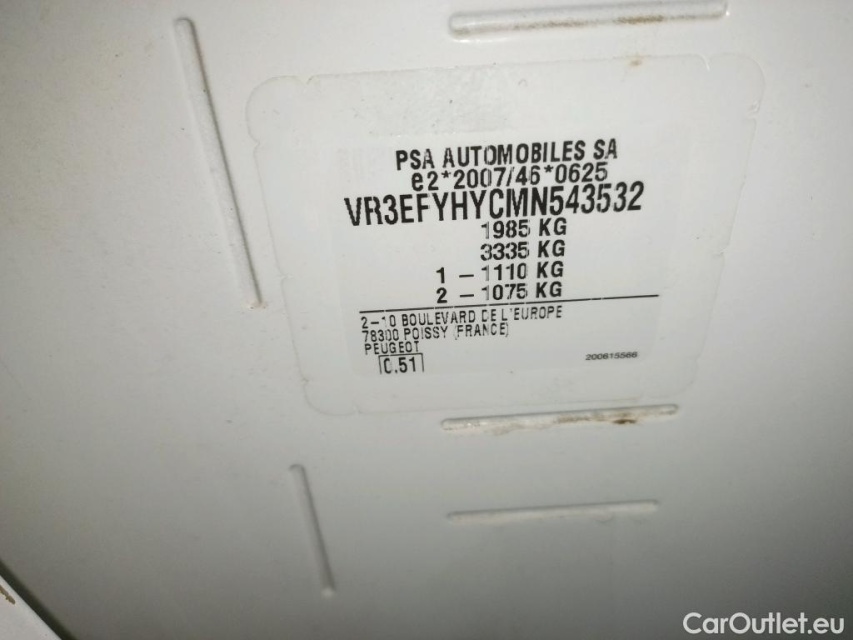 PSA AUTOMOBILES SA
e2*2007/46*0625
VR3EFYHYCMN543532
1985 KG
3335 KG
1 – 1110 KG
2 – 1075 KG
2–10 BOULEVARD DE L'EUROPE
78300 POISSY (FRANCE)
PEUGEOT
C.51
200615566
CarOutlet.eu